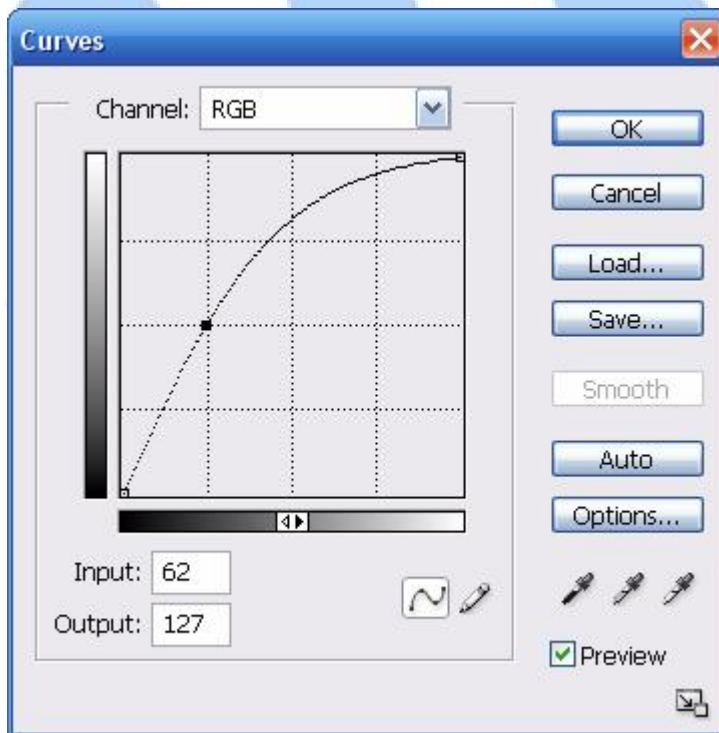 Curves
Channel: RGB
OK
Cancel
Load...
Save...
Smooth
Auto
Options...
Input: 62
Output: 127
Preview